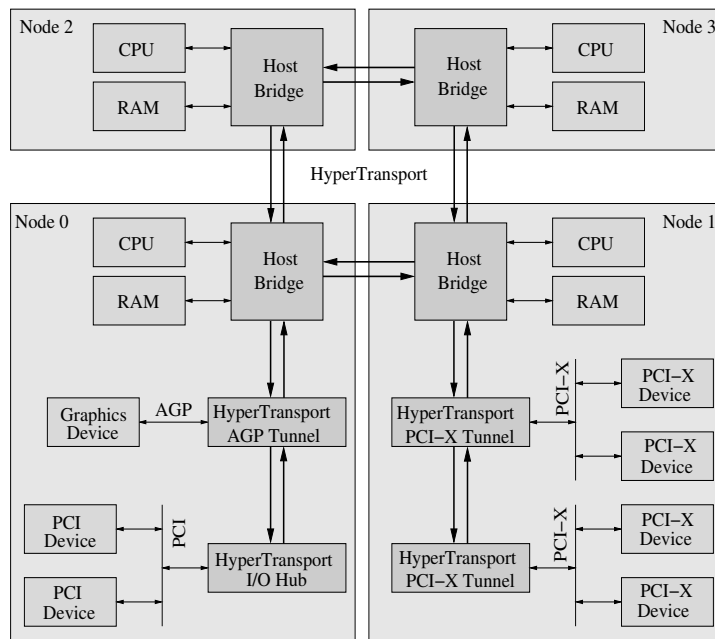 Node 2
CPU
RAM
Host
Bridge
Node 3
Host
Bridge
CPU
RAM
HyperTransport
Node 0
CPU
RAM
Host
Bridge
Node 1
Host
Bridge
CPU
RAM
Graphics
Device
AGP
HyperTransport
AGP Tunnel
PCI
Device
PCI
Device
PCI
HyperTransport
I/O Hub
HyperTransport
PCI−X Tunnel
PCI−X
PCI−X
Device
PCI−X
Device
HyperTransport
PCI−X Tunnel
PCI−X
PCI−X
Device
PCI−X
Device